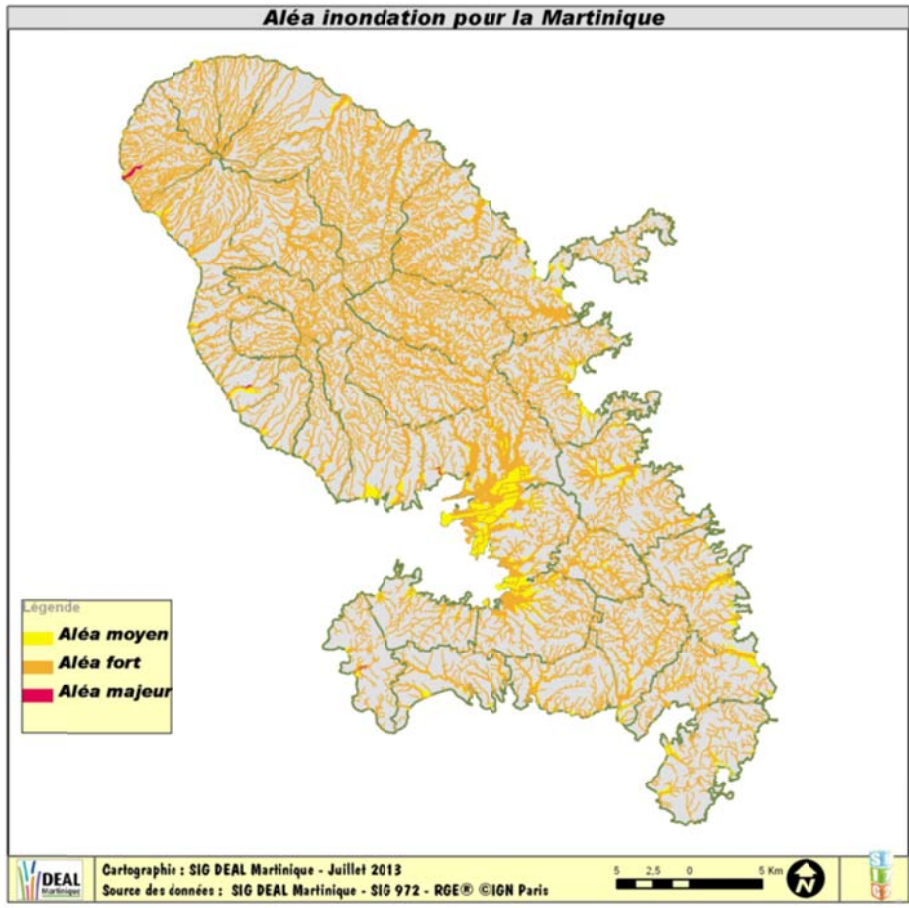 Aléa inondation pour la Martinique
Légende
Aléa moyen
Aléa fort
Aléa majeur
DEAL
Martinique
Cartographie : SIG DEAL Martinique - Juillet 2013
Source des données : SIG DEAL Martinique - SIG 972 - RGE® ©IGN Paris
5 2,5 0 5 Km
N